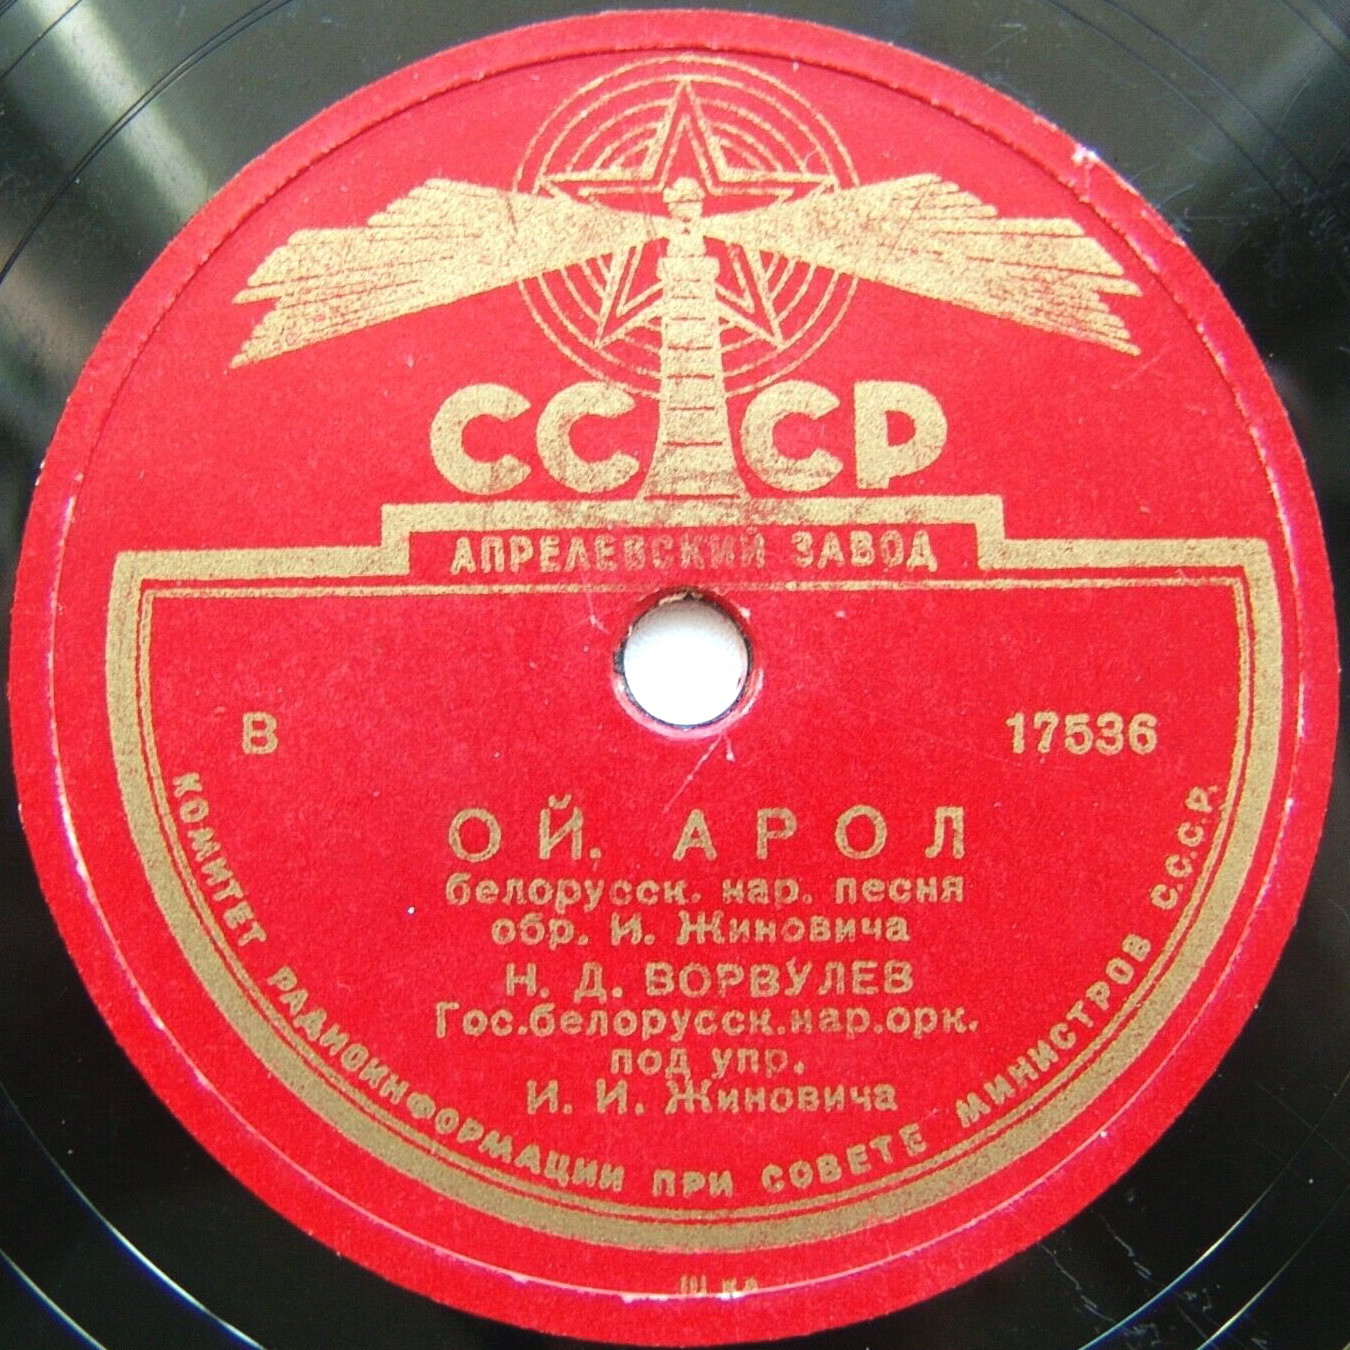 СССР
АПРЕЛЕВСКИЙ ЗАВОД
В 17536
ОЙ, АРОЛ
белорусск. нар. песня
обр. И. Жиновича
Н. Д. ВОРВУЛЕВ
Гос.белорусск.нар.орк.
под упр.
И. И. Жиновича
КОМИТЕТ РАДИОИНФОРМАЦИИ ПРИ СОВЕТЕ МИНИСТРОВ С.С.С.Р.